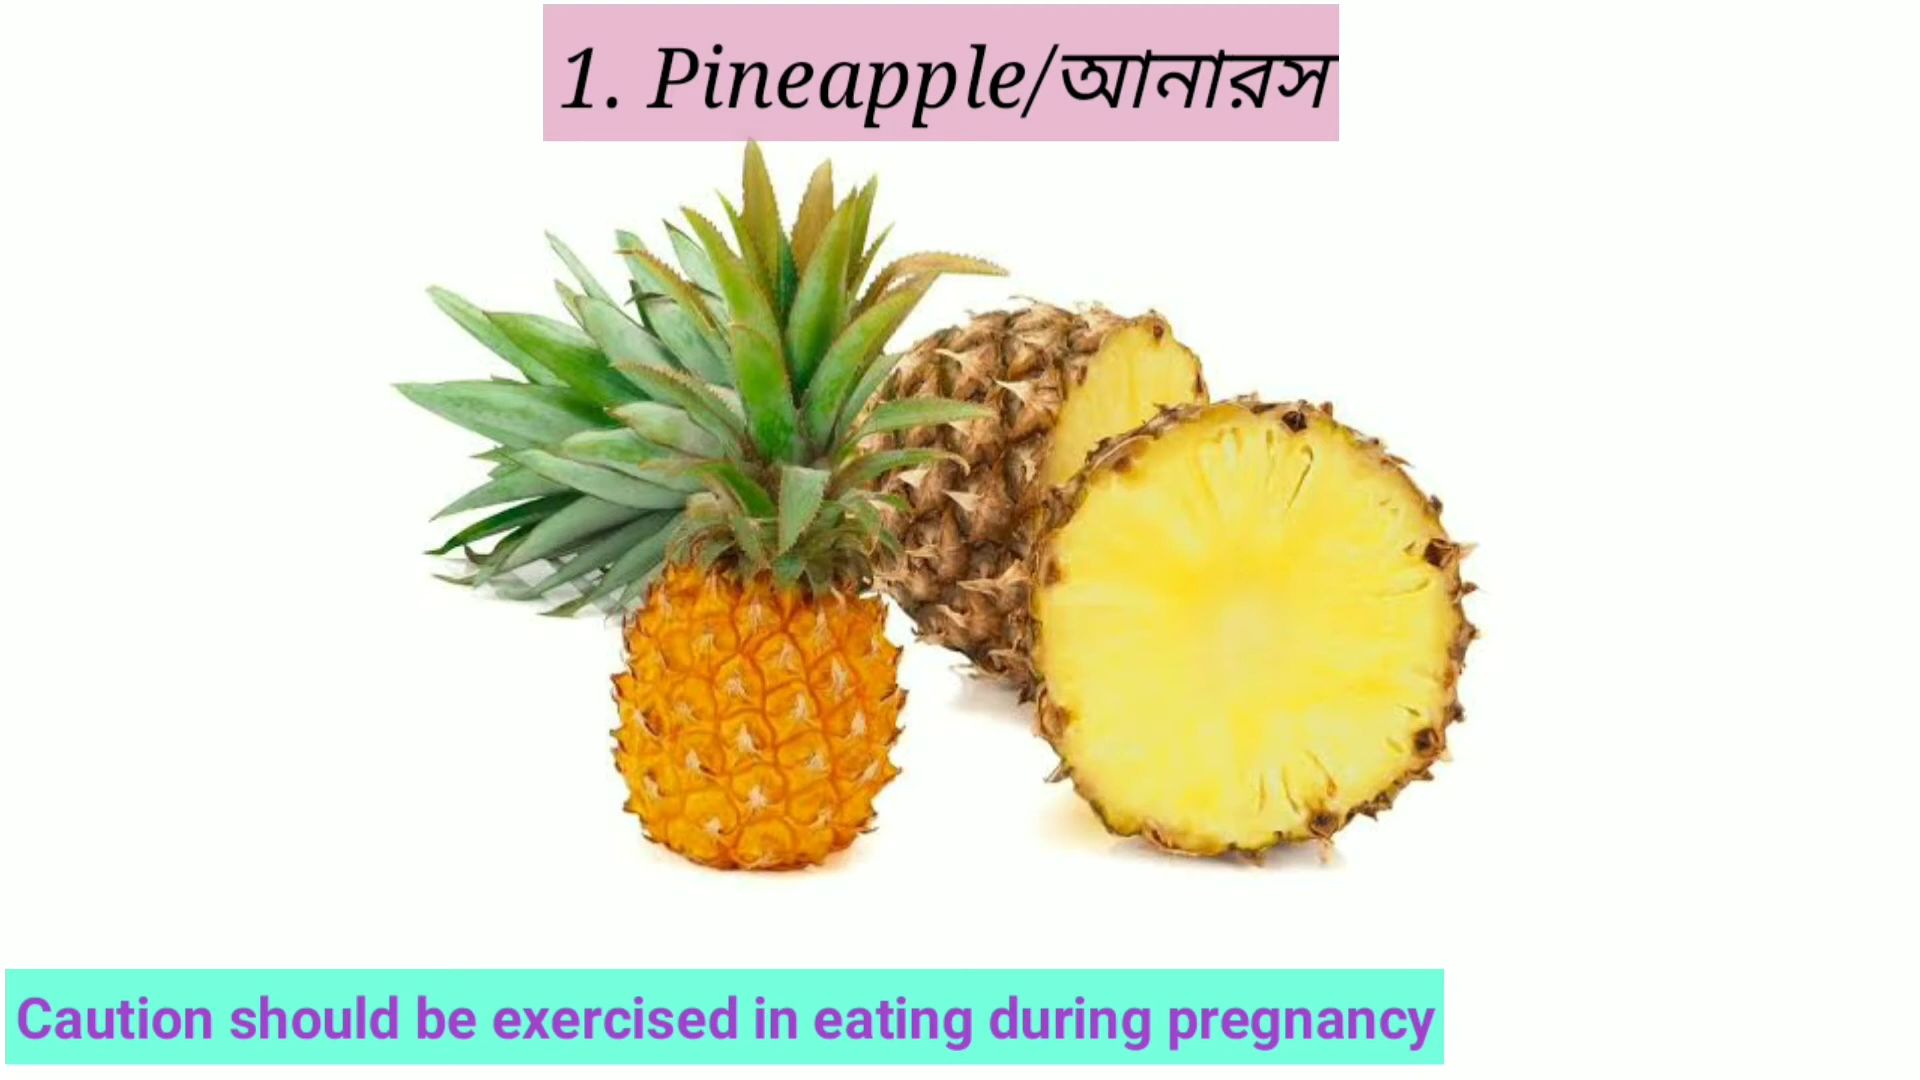 1. Pineapple/আনারস
Caution should be exercised in eating during pregnancy